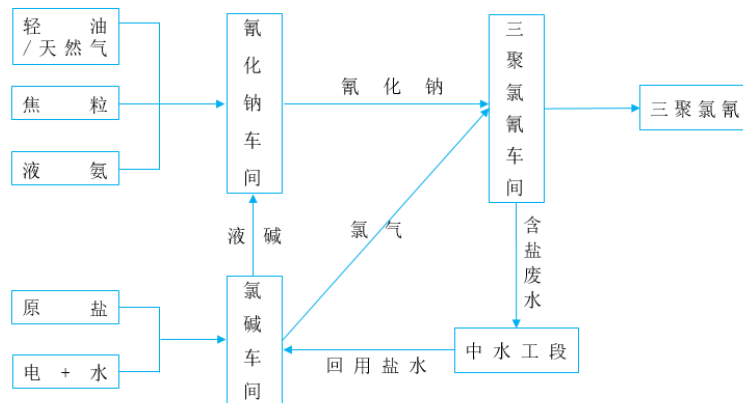 轻油
/天然气
焦粒
液氨
氰化钠车间
氰化钠
三聚氯氰车间
三聚氯氰
液碱
氯气
含盐废水
原盐
电+水
氯碱车间
回用盐水
中水工段